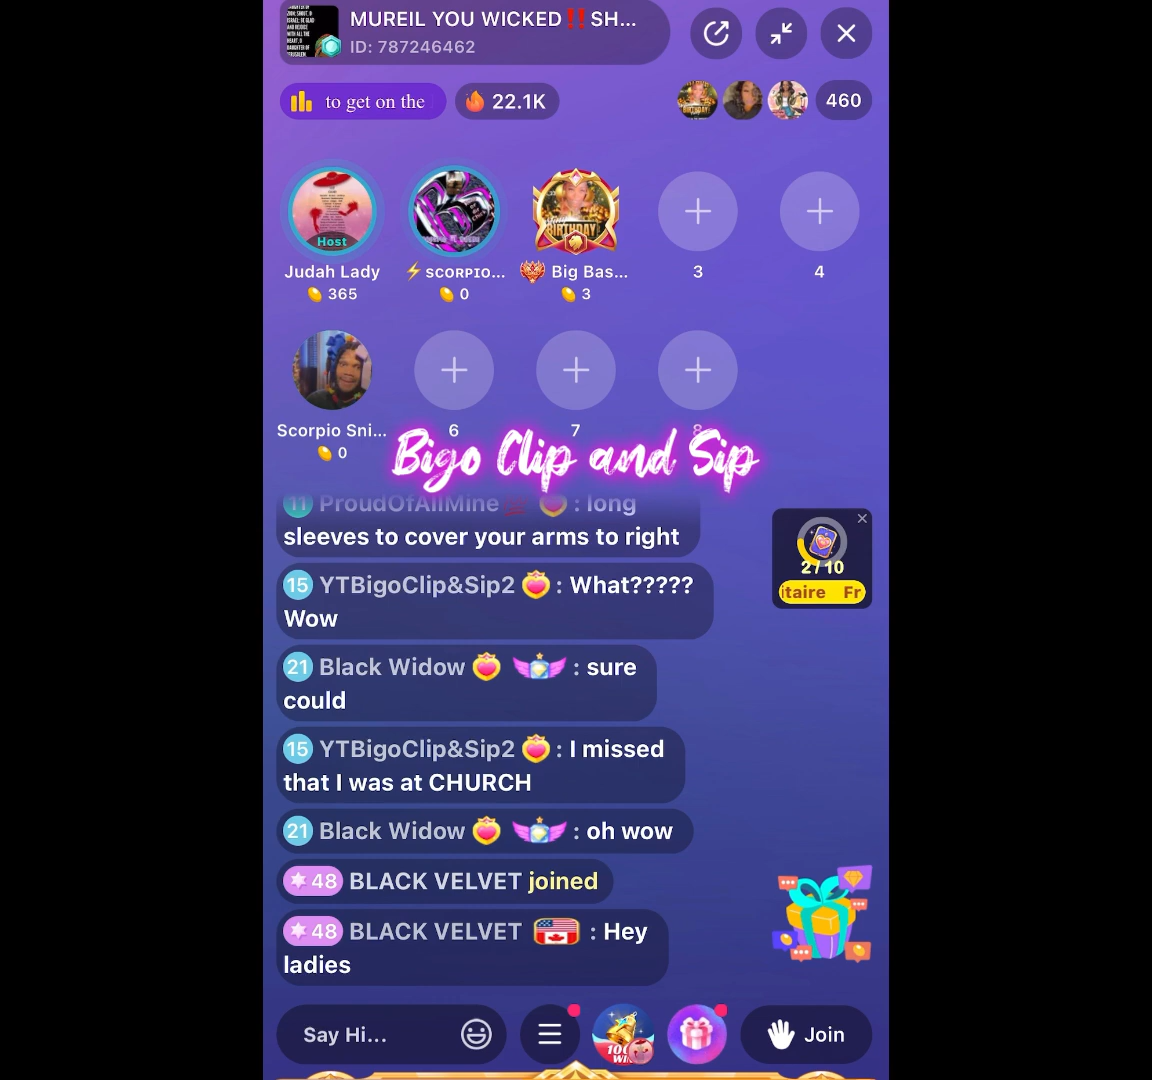 MUREIL YOU WICKED‼️SH...
ID: 787246462
to get on the
22.1K
460
Host
BIRTHDAY
Judah Lady
⚡SCORPIO...
Big Bas...
3
4
365
0
3
Scorpio Sni...
6
7
8
0
Bigo Clip and Sip
11 ProudOfAllMine : long
sleeves to cover your arms to right
15 YTBigoClip&Sip2 : What?????
Wow
2/10
itaire Fr
21 Black Widow : sure
could
15 YTBigoClip&Sip2 : I missed
that I was at CHURCH
21 Black Widow : oh wow
48 BLACK VELVET joined
48 BLACK VELVET : Hey
ladies
Say Hi...
Join